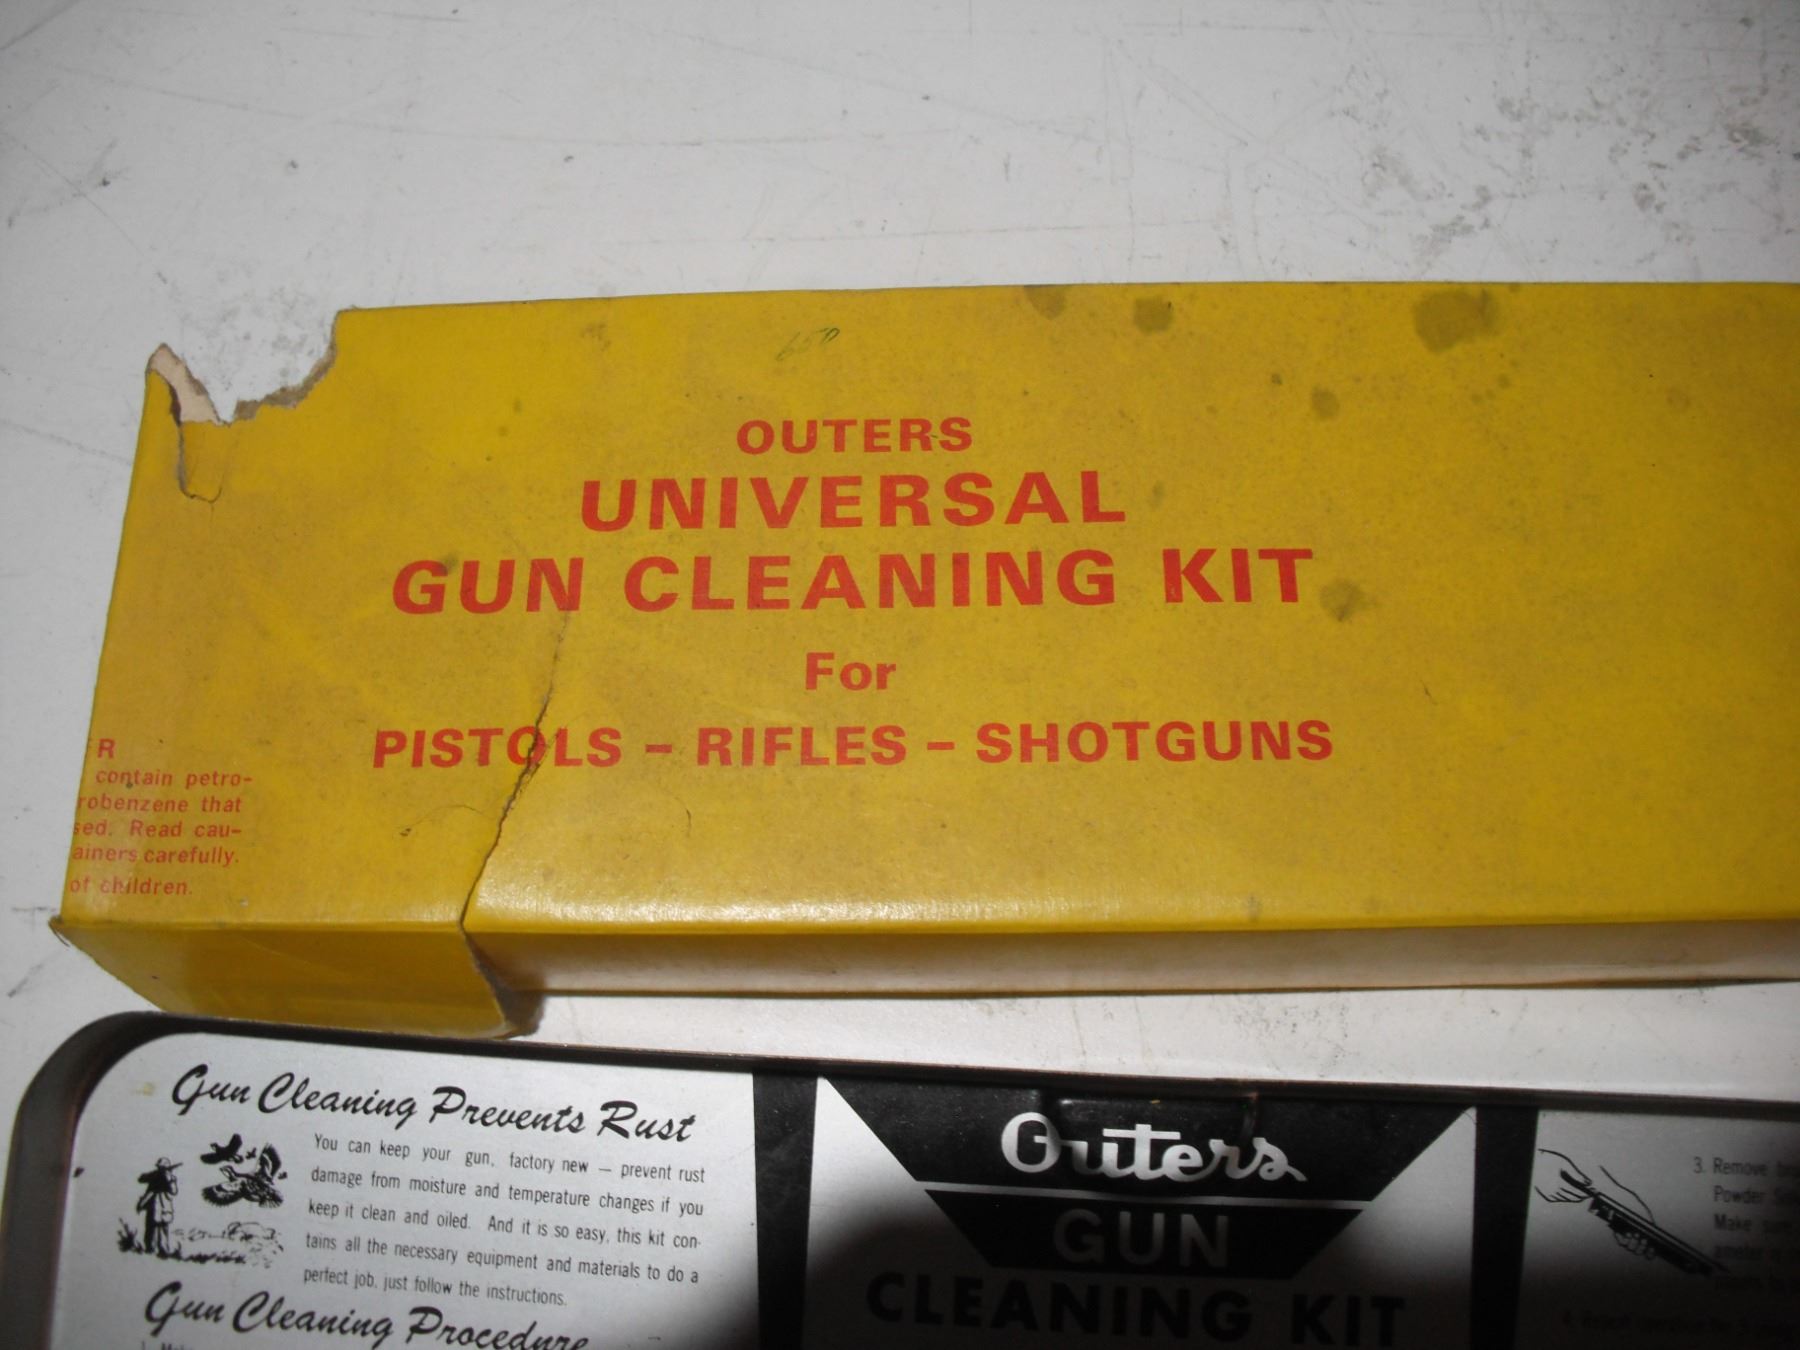 650
OUTERS
UNIVERSAL
GUN CLEANING KIT
For
PISTOLS - RIFLES - SHOTGUNS
R
contain petro-
robenzene that
sed. Read cau-
ainers carefully.
of children.
Gun Cleaning Prevents Rust
You can keep your gun, factory new — prevent rust
damage from moisture and temperature changes if you
keep it clean and oiled. And it is so easy, this kit con-
tains all the necessary equipment and materials to do a
perfect job, just follow the instructions.
Gun Cleaning Procedure
Outers
GUN
CLEANING KIT
3. Remove
Powder
Make